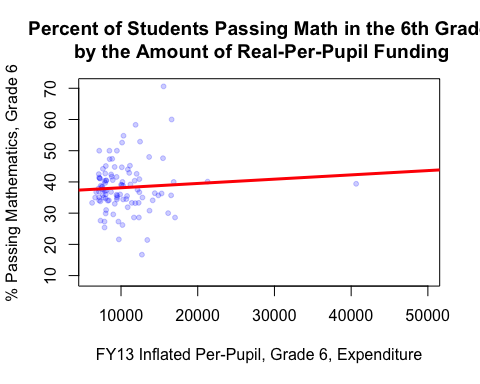 Percent of Students Passing Math in the 6th Grade
by the Amount of Real-Per-Pupil Funding
% Passing Mathematics, Grade 6
70
60
50
40
30
20
10
10000 20000 30000 40000 50000
FY13 Inflated Per-Pupil, Grade 6, Expenditure